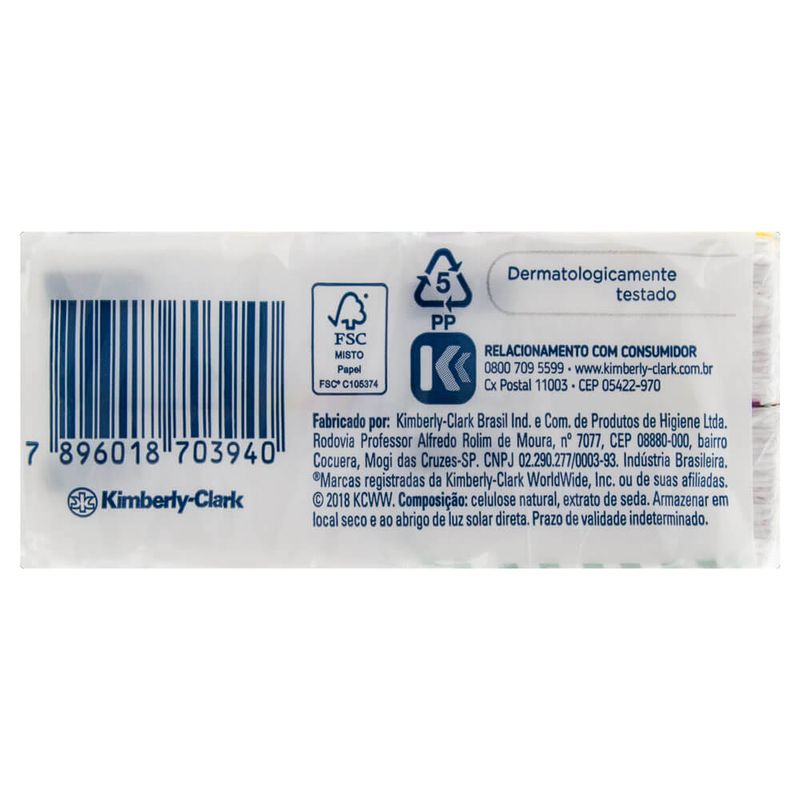 7 896018 703940
Kimberly-Clark
FSC
MISTO
Papel
FSC® C105374
5
PP
Dermatologicamente
testado
RELACIONAMENTO COM CONSUMIDOR
0800 709 5599 • www.kimberly-clark.com.br
Cx Postal 11003 • CEP 05422-970
Fabricado por: Kimberly-Clark Brasil Ind. e Com. de Produtos de Higiene Ltda.
Rodovia Professor Alfredo Rolim de Moura, nº 7077, CEP 08880-000, bairro
Cocuera, Mogi das Cruzes-SP. CNPJ 02.290.277/0003-93. Indústria Brasileira.
®Marcas registradas da Kimberly-Clark WorldWide, Inc. ou de suas afiliadas.
© 2018 KCWW. Composição: celulose natural, extrato de seda. Armazenar em
local seco e ao abrigo de luz solar direta. Prazo de validade indeterminado.